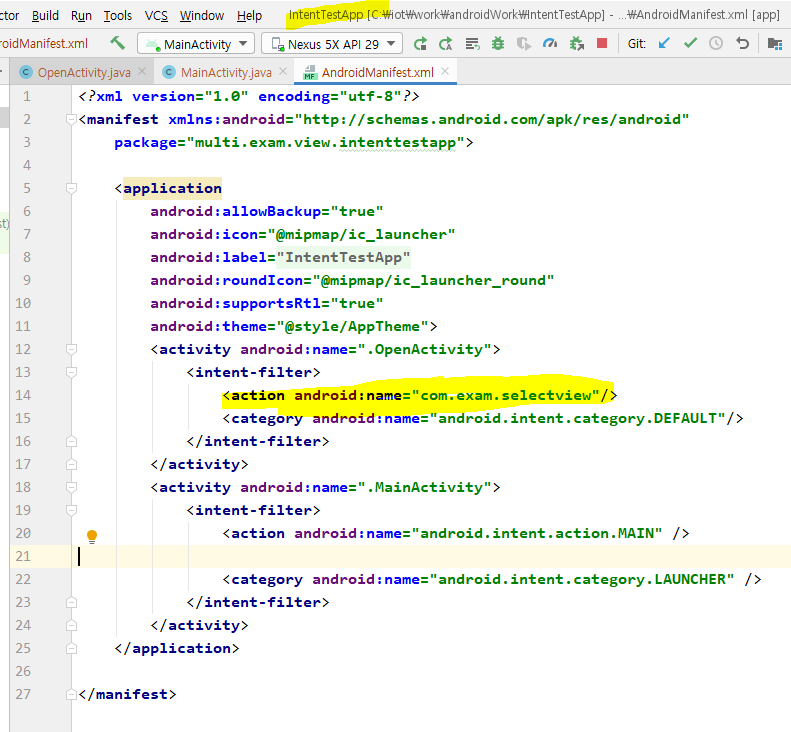 ctor Build Run Tools VCS Window Help IntentTestApp [C:₩iot₩work₩androidWork₩IntentTestApp] - ...₩AndroidManifest.xml [app]
roidManifest.xml MainActivity Nexus 5X API 29 Git:
OpenActivity.java MainActivity.java AndroidManifest.xml
1 <?xml version="1.0" encoding="utf-8"?>
2 <manifest xmlns:android="http://schemas.android.com/apk/res/android"
3 package="multi.exam.view.intenttestapp">
4
5 <application
6 android:allowBackup="true"
7 android:icon="@mipmap/ic_launcher"
8 android:label="IntentTestApp"
9 android:roundIcon="@mipmap/ic_launcher_round"
10 android:supportsRtl="true"
11 android:theme="@style/AppTheme">
12 <activity android:name=".OpenActivity">
13 <intent-filter>
14 <action android:name="com.exam.selectview"/>
15 <category android:name="android.intent.category.DEFAULT"/>
16 </intent-filter>
17 </activity>
18 <activity android:name=".MainActivity">
19 <intent-filter>
20 <action android:name="android.intent.action.MAIN" />
21
22 <category android:name="android.intent.category.LAUNCHER" />
23 </intent-filter>
24 </activity>
25 </application>
26
27 </manifest>